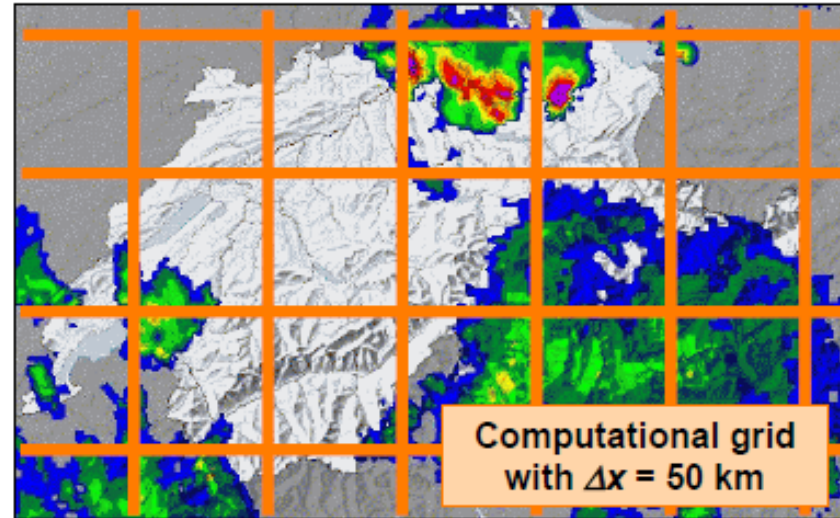 Computational grid
with Δx = 50 km